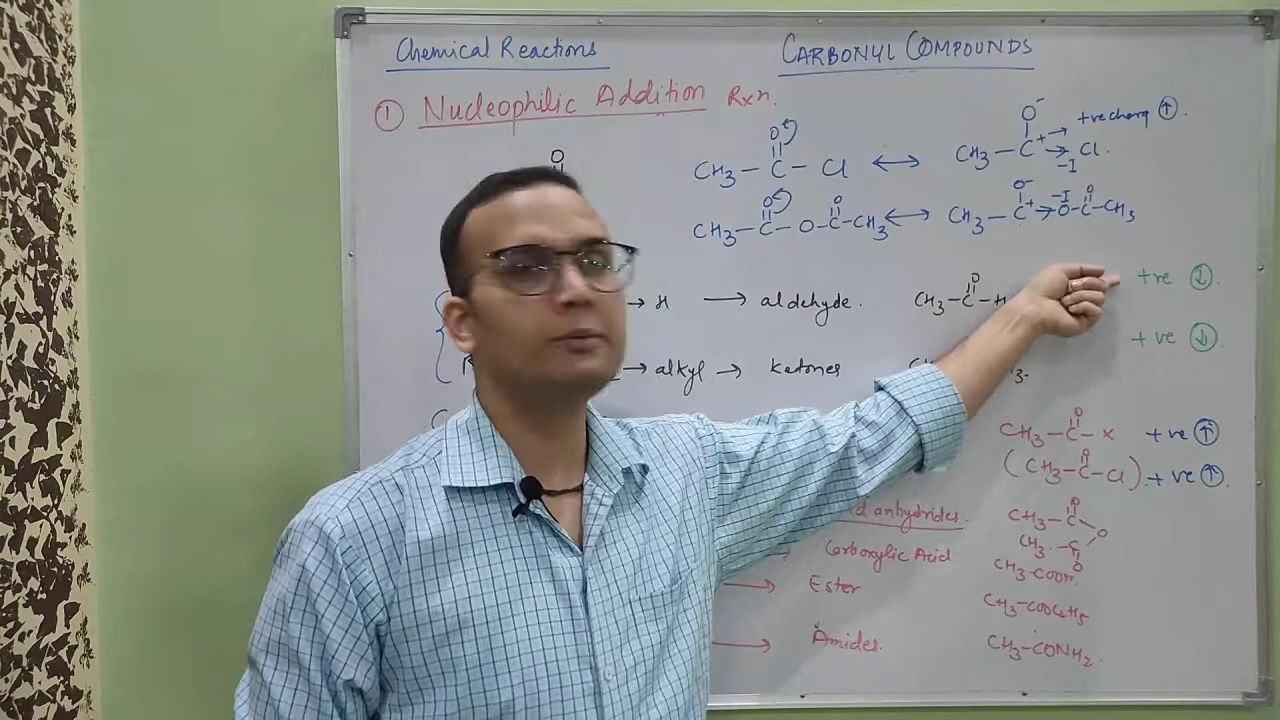 Chemical Reactions
CARBONYL COMPOUNDS
① Nucleophilic Addition Rxn.
O
CH3 – C – Cl ↔ CH3 – C+ → Cl. +ve charg ↑.
O O-
-I
CH3 – C – O – C – CH3 ↔ CH3 – C+ → O – C – CH3
O O O- -I O
→ H → aldehyde. CH3 – C – H +ve ↓.
O
→ alkyl → Ketones +ve ↓.
CH3 – C – X +ve ↑
O
(CH3 – C – Cl) +ve ↑.
O
anhydrides. CH3 – C O
O
CH3 – C
O
Carboxylic Acid CH3-COOH.
→ Ester CH3-COOC2H5
→ Amides. CH3-CONH2.